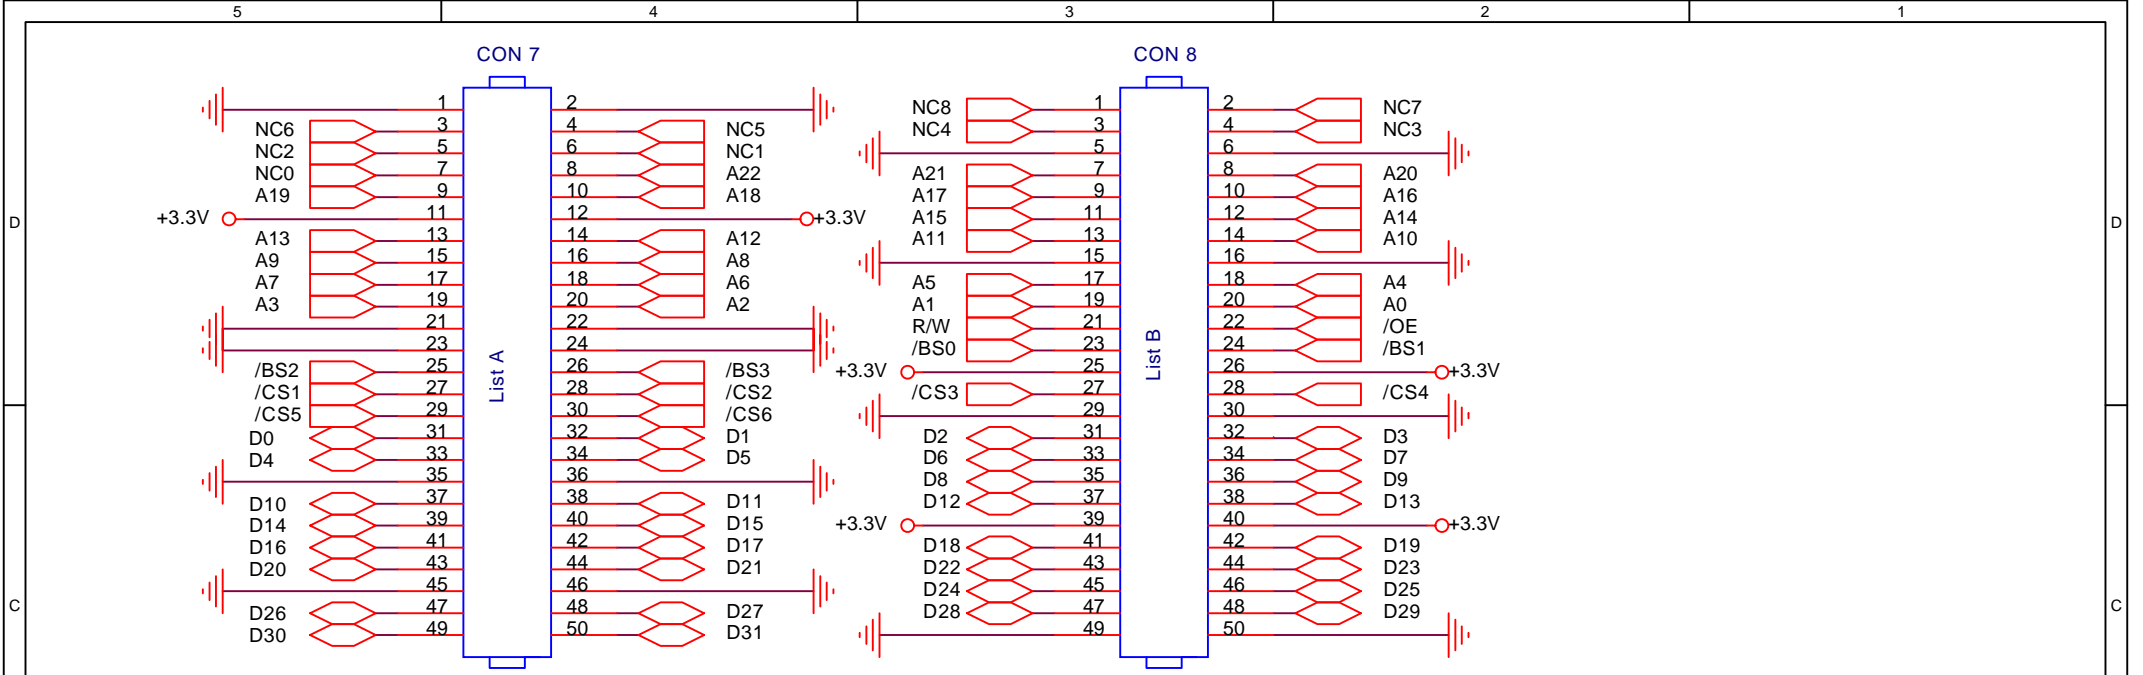 5 4 3 2 1
CON 7 CON 8
1 2 NC8 1 2 NC7
NC6 3 4 NC5 NC4 3 4 NC3
NC2 5 6 NC1 5 6
NC0 7 8 A22 A21 7 8 A20
A19 9 10 A18 A17 9 10 A16
+3.3V 11 12 +3.3V A15 11 12 A14
D A13 13 14 A12 A11 13 14 A10 D
A9 15 16 A8 15 16
A7 17 18 A6 A5 17 18 A4
A3 19 20 A2 A1 19 20 A0
21 22 R/W 21 22 /OE
23 24 /BS0 23 24 /BS1
List A List B
/BS2 25 26 /BS3 +3.3V 25 26 +3.3V
/CS1 27 28 /CS2 /CS3 27 28 /CS4
/CS5 29 30 /CS6 29 30
D0 31 32 D1 D2 31 32 D3
D4 33 34 D5 D6 33 34 D7
35 36 D8 35 36 D9
D10 37 38 D11 D12 37 38 D13
D14 39 40 D15 +3.3V 39 40 +3.3V
D16 41 42 D17 D18 41 42 D19
D20 43 44 D21 D22 43 44 D23
45 46 D24 45 46 D25
C D26 47 48 D27 D28 47 48 D29 C
D30 49 50 D31 49 50